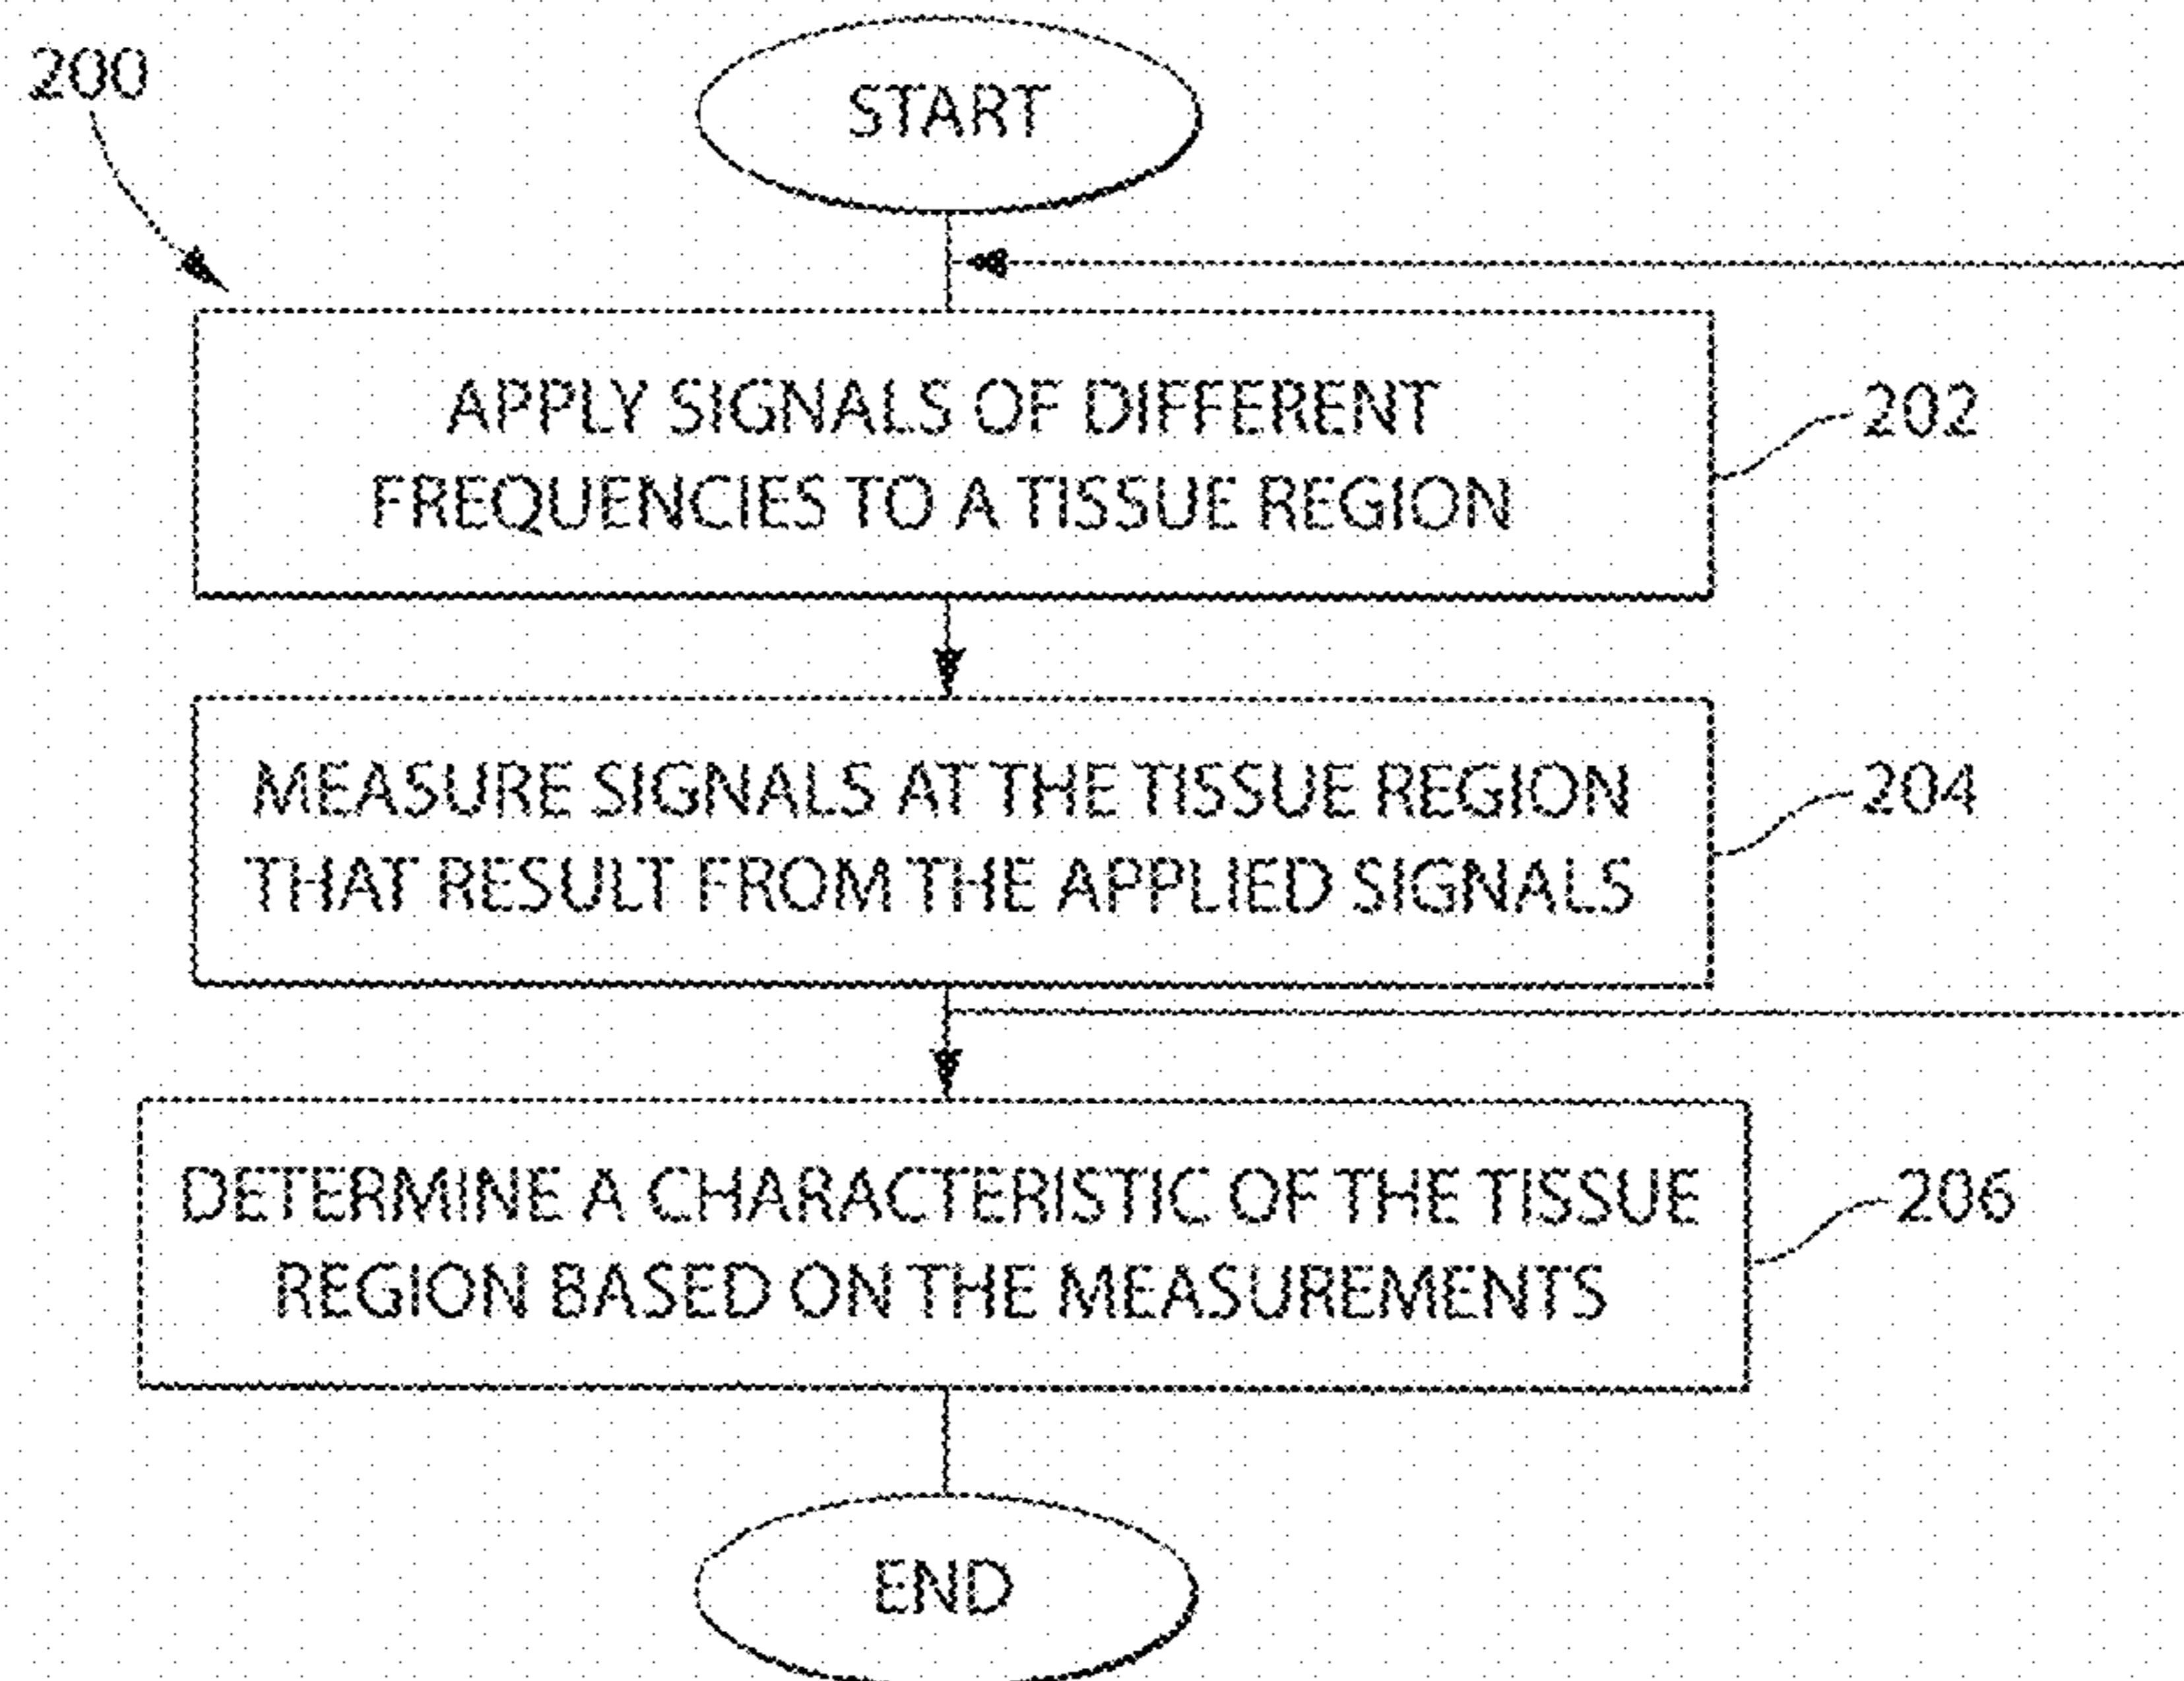 200
START
APPLY SIGNALS OF DIFFERENT
FREQUENCIES TO A TISSUE REGION
202
MEASURE SIGNALS AT THE TISSUE REGION
THAT RESULT FROM THE APPLIED SIGNALS
204
DETERMINE A CHARACTERISTIC OF THE TISSUE
REGION BASED ON THE MEASUREMENTS
206
END